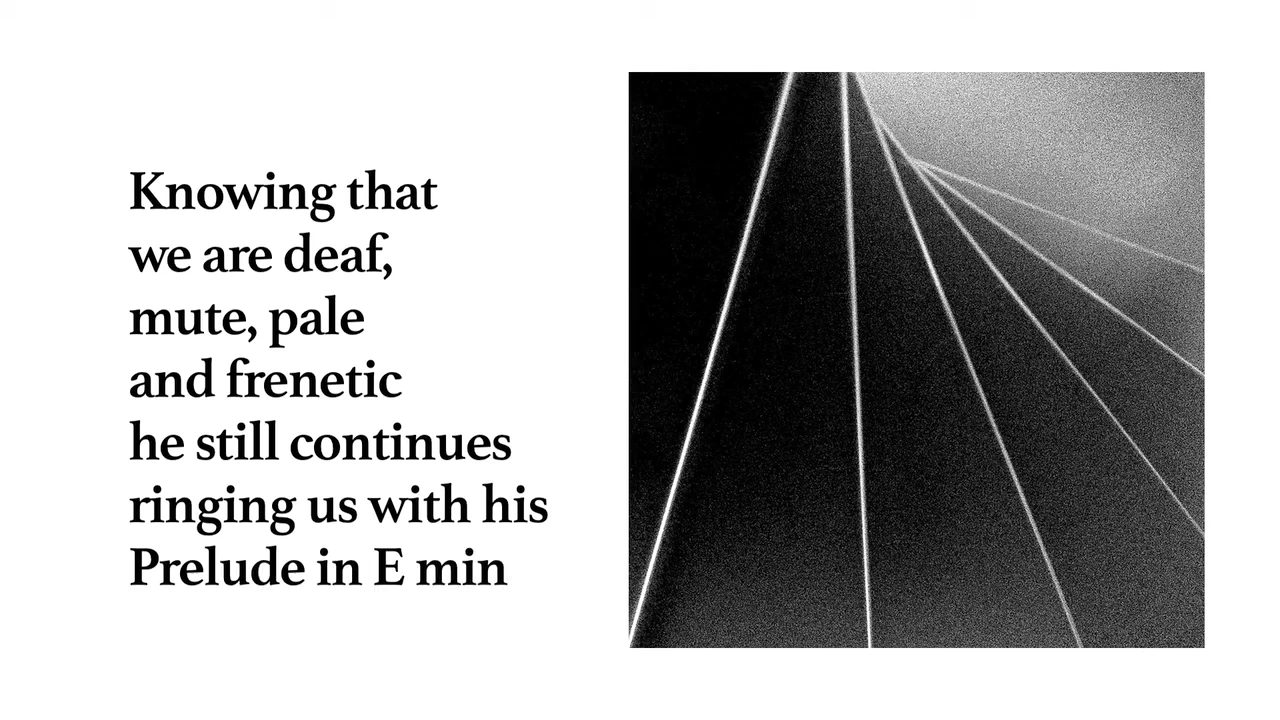 Knowing that
we are deaf,
mute, pale
and frenetic
he still continues
ringing us with his
Prelude in E min